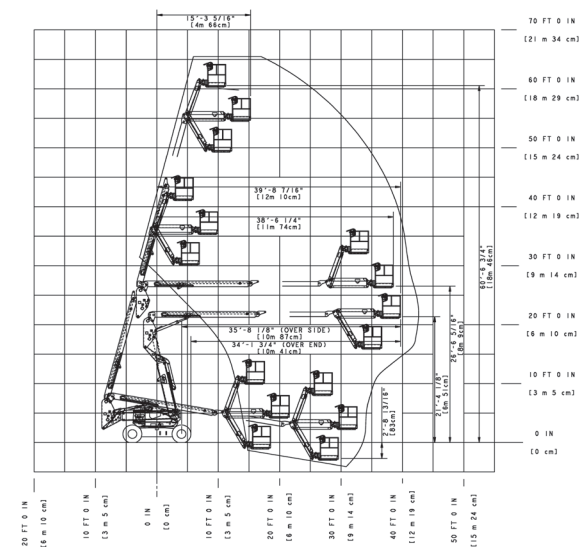 15'-3 5/16"
[4m 66cm]
70 FT 0 IN
[21 m 34 cm]
60 FT 0 IN
[18 m 29 cm]
50 FT 0 IN
[15 m 24 cm]
40 FT 0 IN
[12 m 19 cm]
30 FT 0 IN
[9 m 14 cm]
20 FT 0 IN
[6 m 10 cm]
10 FT 0 IN
[3 m 5 cm]
0 IN
[0 cm]
39'-8 7/16"
[12m 10cm]
38'-6 1/4"
[11m 74cm]
60'-6 3/4"
[18m 46cm]
26'-6 5/16"
[8m 9cm]
21'-4 1/8"
[6m 51cm]
35'-8 1/8" (OVER SIDE)
[10m 87cm]
34'-1 3/4" (OVER END)
[10m 41cm]
2'-8 13/16"
[83cm]
20 FT 0 IN
[6 m 10 cm]
10 FT 0 IN
[3 m 5 cm]
0 IN
[0 cm]
10 FT 0 IN
[3 m 5 cm]
20 FT 0 IN
[6 m 10 cm]
30 FT 0 IN
[9 m 14 cm]
40 FT 0 IN
[12 m 19 cm]
50 FT 0 IN
[15 m 24 cm]